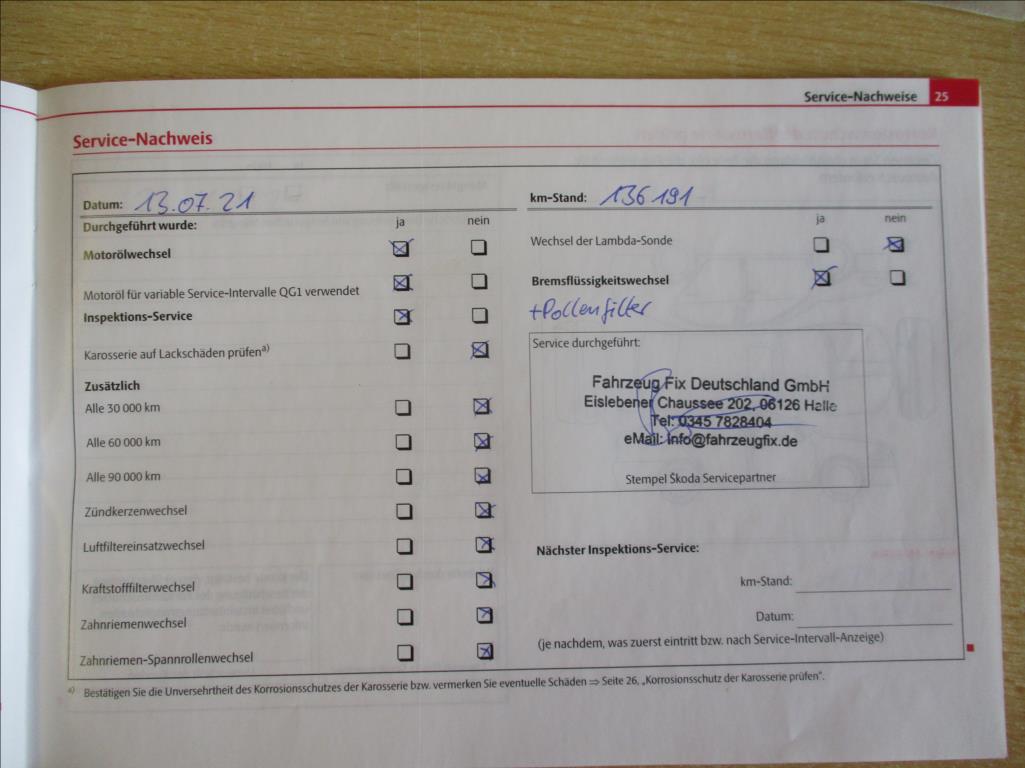 Service-Nachweise 25
Service-Nachweis
Datum: 13.07.21
Durchgeführt wurde: ja nein
Motorölwechsel
Motoröl für variable Service-Intervalle QG1 verwendet
Inspektions-Service
Karosserie auf Lackschäden prüfen a)
Zusätzlich
Alle 30 000 km
Alle 60 000 km
Alle 90 000 km
Zündkerzenwechsel
Luftfiltereinsatzwechsel
Kraftstofffilterwechsel
Zahnriemenwechsel
Zahnriemen-Spannrollenwechsel
km-Stand: 136 191
ja nein
Wechsel der Lambda-Sonde
Bremsflüssigkeitswechsel
+Pollenfilter
Service durchgeführt:
Fahrzeug Fix Deutschland GmbH
Eislebener Chaussee 202, 06126 Halle
Tel: 0345 7828404
eMail: info@fahrzeugfix.de
Stempel Škoda Servicepartner
Nächster Inspektions-Service:
km-Stand:
Datum:
(je nachdem, was zuerst eintritt bzw. nach Service-Intervall-Anzeige)
a) Bestätigen Sie die Unversehrtheit des Korrosionsschutzes der Karosserie bzw. vermerken Sie eventuelle Schäden ⇒ Seite 26, „Korrosionsschutz der Karosserie prüfen“.